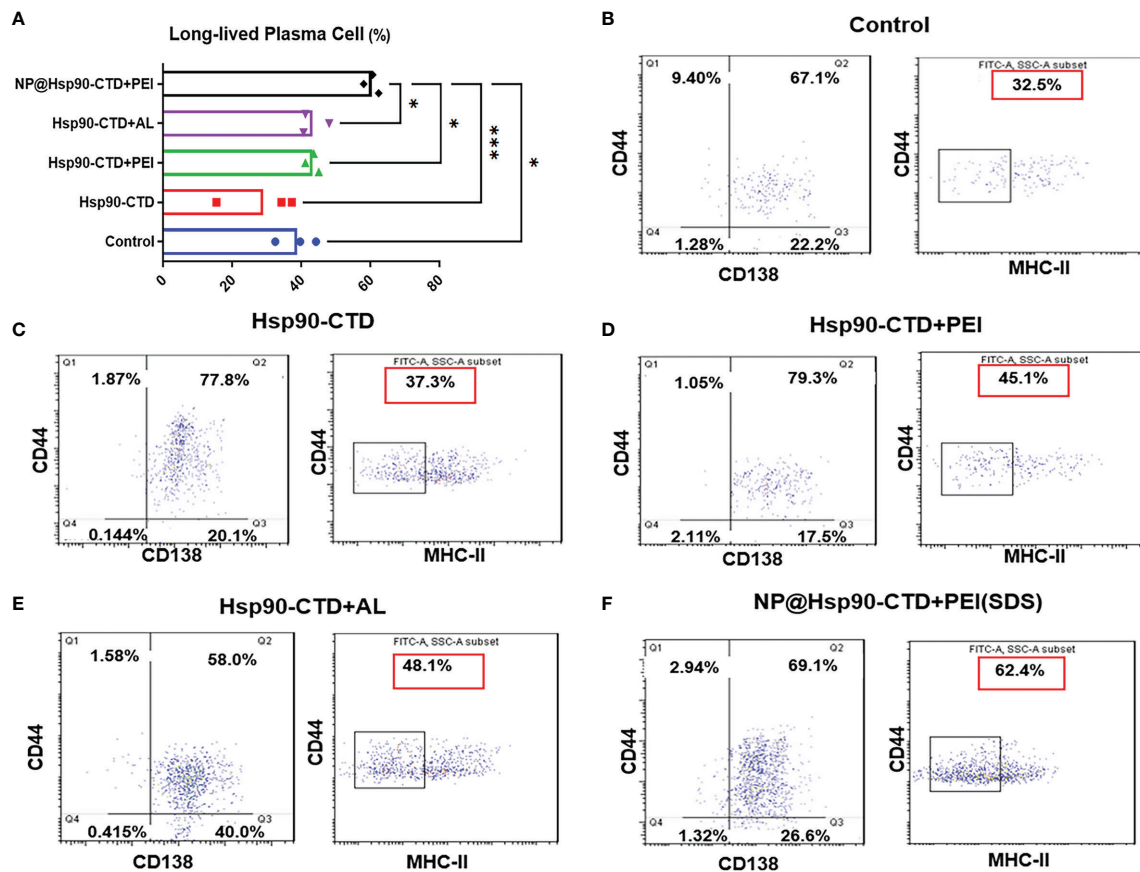 A
Long-lived Plasma Cell (%)
NP@Hsp90-CTD+PEI
Hsp90-CTD+AL
Hsp90-CTD+PEI
Hsp90-CTD
Control
*
*
***
*
0 20 40 60 80
B
Control
Q1 Q2
9.40% 67.1%
CD44
Q4 Q3
1.28% 22.2%
CD138
FITC-A, SSC-A subset
32.5%
CD44
MHC-II
C
Hsp90-CTD
Q1 Q2
1.87% 77.8%
CD44
Q4 Q3
0.144% 20.1%
CD138
FITC-A, SSC-A subset
37.3%
CD44
MHC-II
D
Hsp90-CTD+PEI
Q1 Q2
1.05% 79.3%
CD44
Q4 Q3
2.11% 17.5%
CD138
FITC-A, SSC-A subset
45.1%
CD44
MHC-II
E
Hsp90-CTD+AL
Q1 Q2
1.58% 58.0%
CD44
Q4 Q3
0.415% 40.0%
CD138
FITC-A, SSC-A subset
48.1%
CD44
MHC-II
F
NP@Hsp90-CTD+PEI(SDS)
Q1 Q2
2.94% 69.1%
CD44
Q4 Q3
1.32% 26.6%
CD138
FITC-A, SSC-A subset
62.4%
CD44
MHC-II